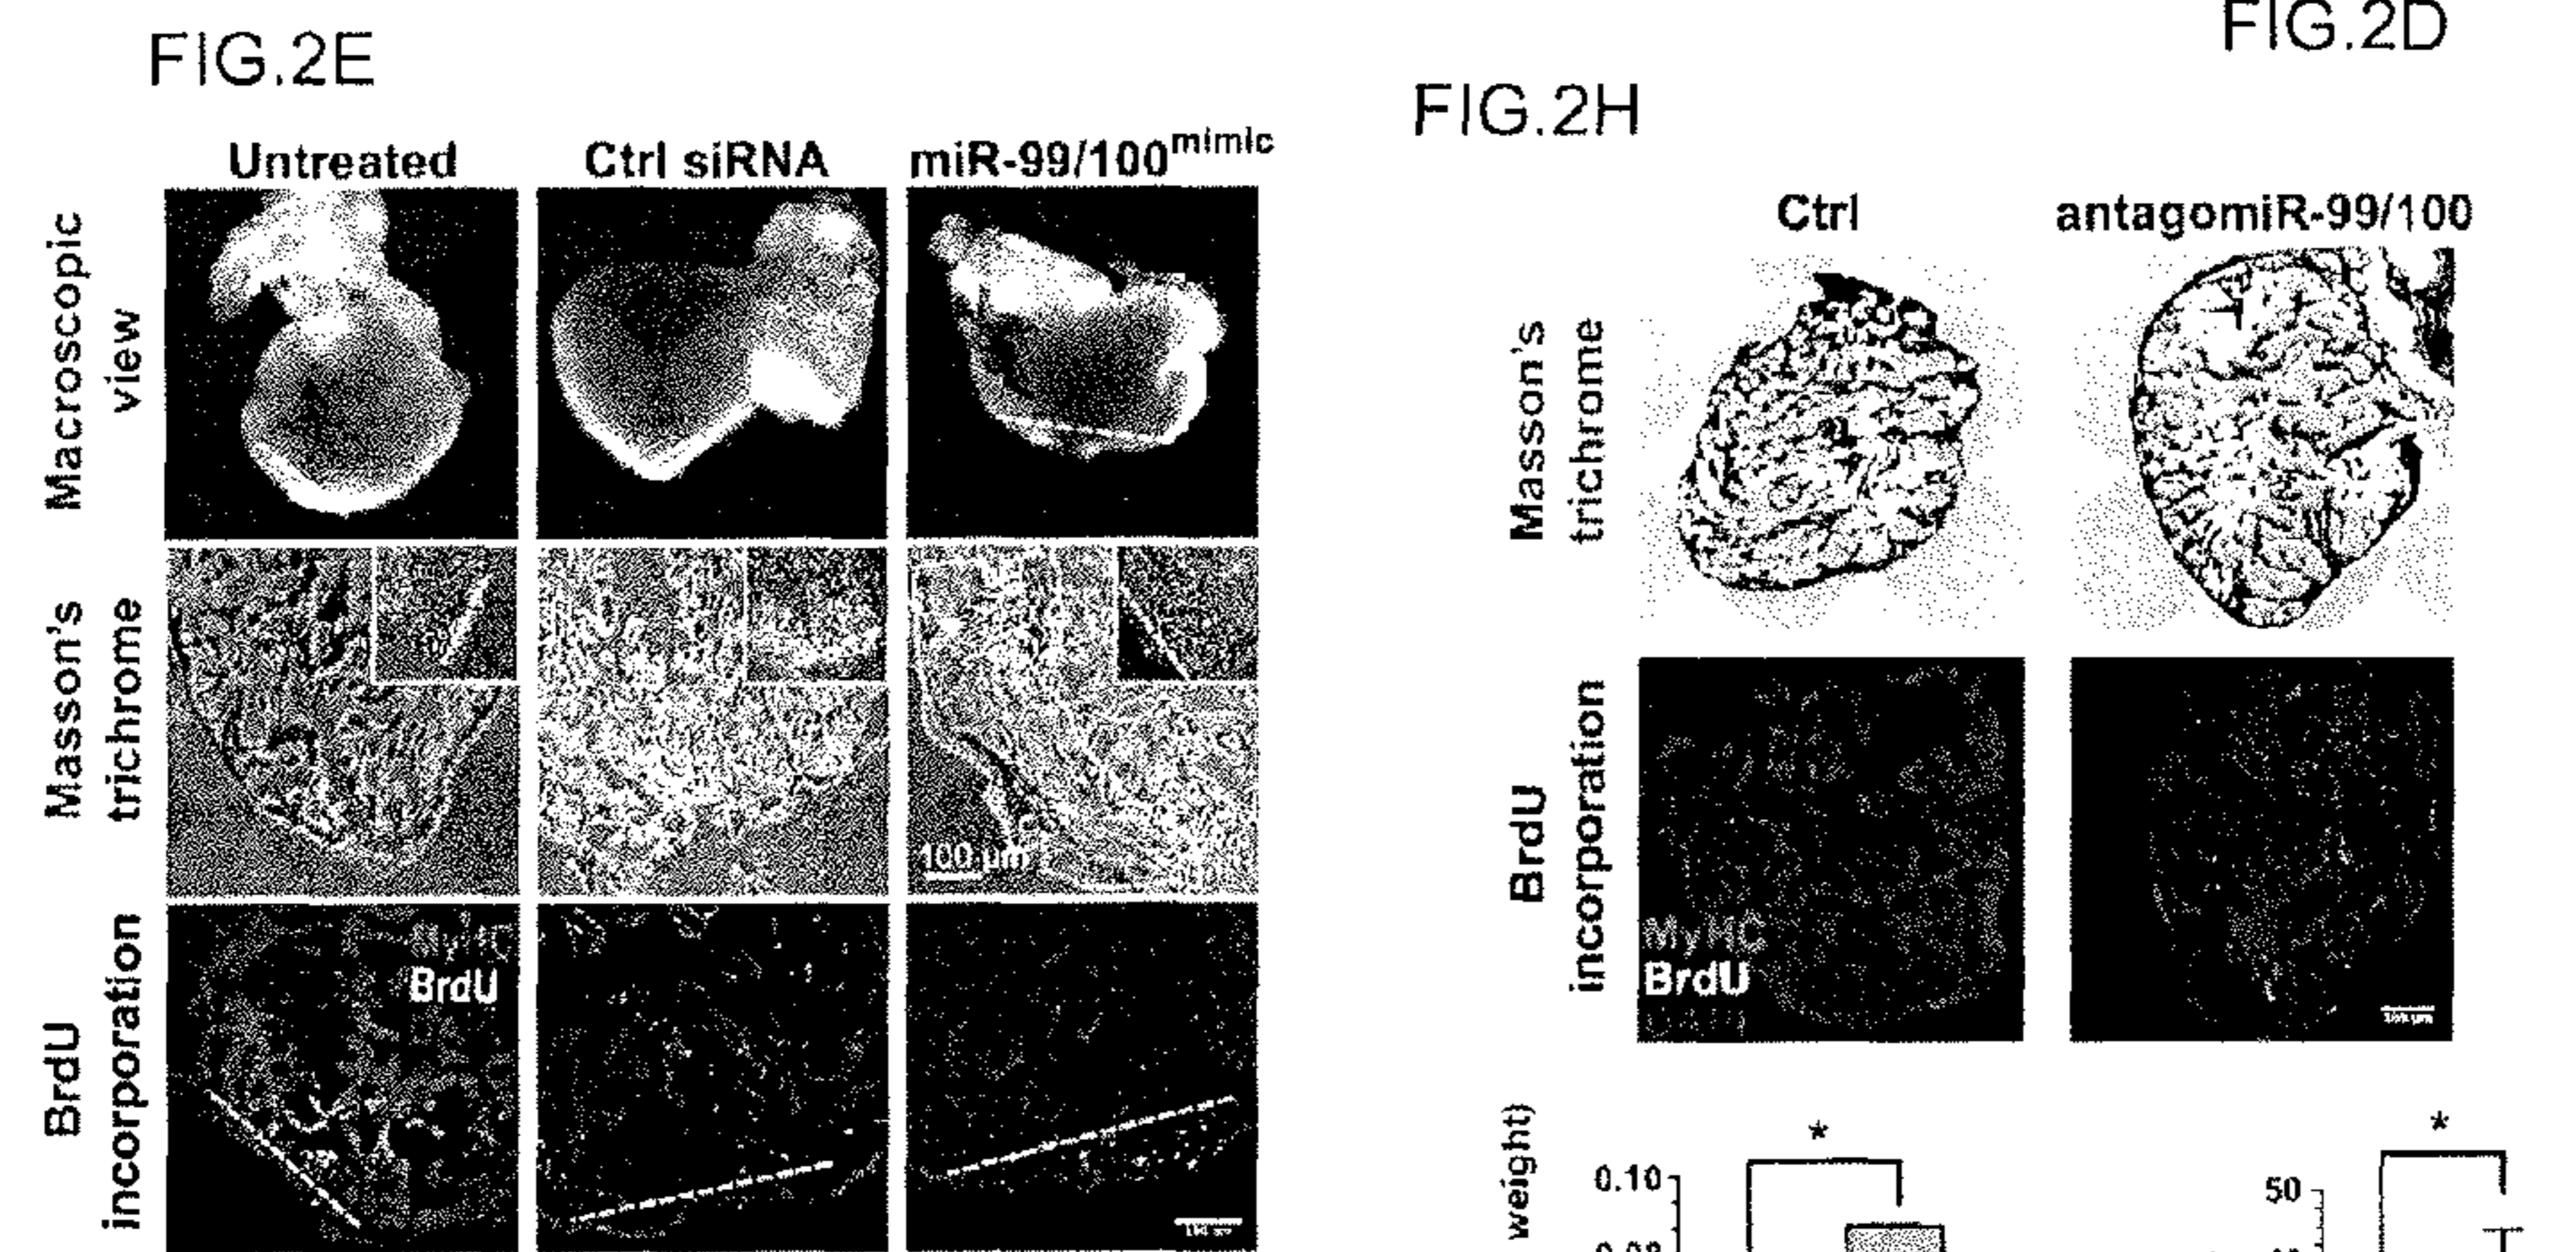 FIG.2E
Untreated
Ctrl siRNA
miR-99/100mimic
Macroscopic
view
Masson's
trichrome
100 µm
BrdU
incorporation
MyHC
BrdU
FIG.2D
FIG.2H
Ctrl
antagomiR-99/100
Masson's
trichrome
BrdU
incorporation
MyHC
BrdU
weight)
*
0.10
*
50